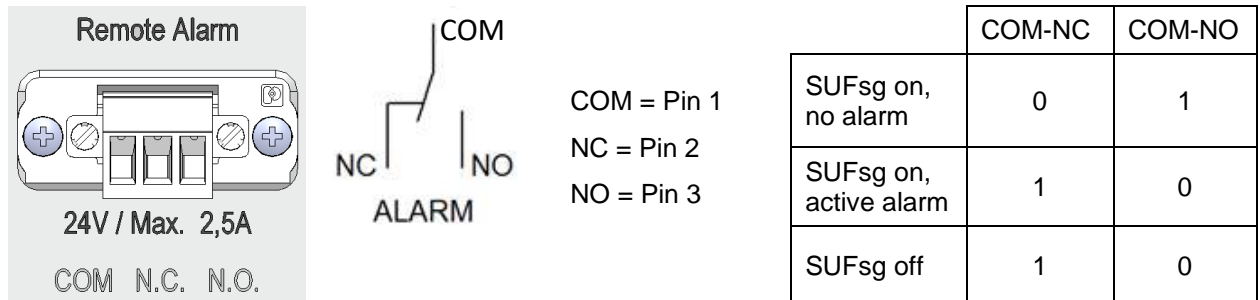 Remote Alarm
24V / Max. 2,5A
COM N.C. N.O.
COM
NC
NO
ALARM
COM = Pin 1
NC = Pin 2
NO = Pin 3
COM-NC COM-NO
SUFsg on,
no alarm
0 1
SUFsg on,
active alarm
1 0
SUFsg off 1 0